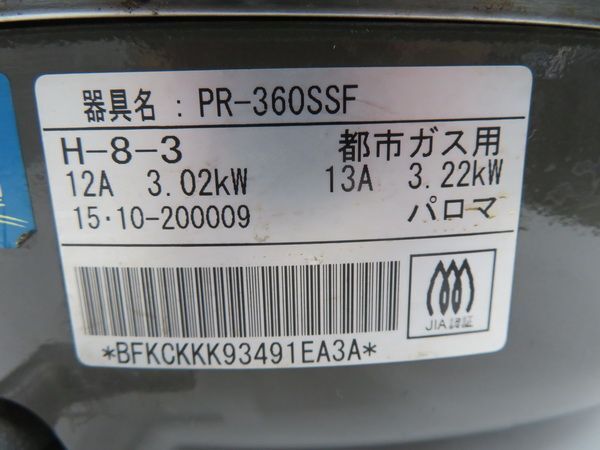 器具名 : PR-360SSF
H-8-3 都市ガス用
12A 3.02kW 13A 3.22kW
15・10-200009 パロマ
JIA認証
*BFKCKKK93491EA3A*